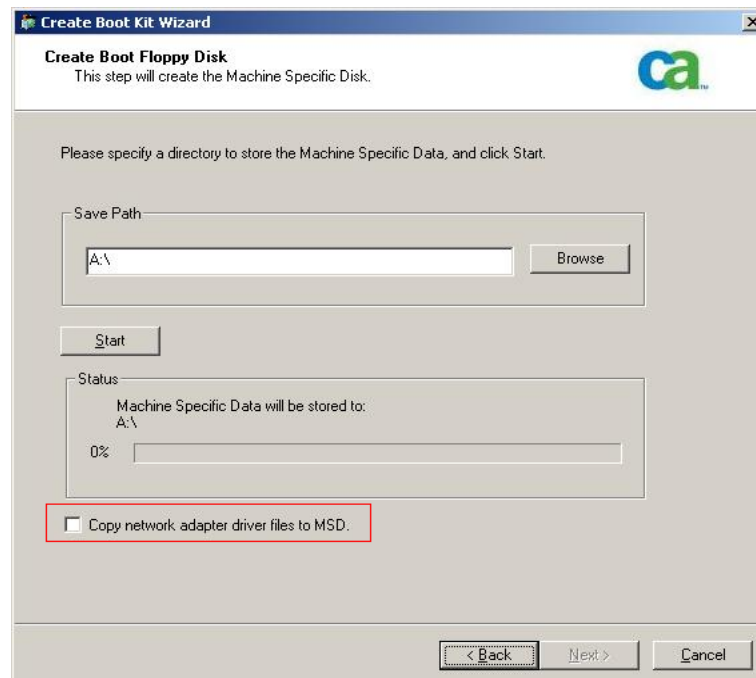 Create Boot Kit Wizard
Create Boot Floppy Disk
This step will create the Machine Specific Disk.
ca™
Please specify a directory to store the Machine Specific Data, and click Start.
Save Path
A:\
Browse
Start
Status
Machine Specific Data will be stored to:
A:\
0%
Copy network adapter driver files to MSD.
< Back
Next >
Cancel